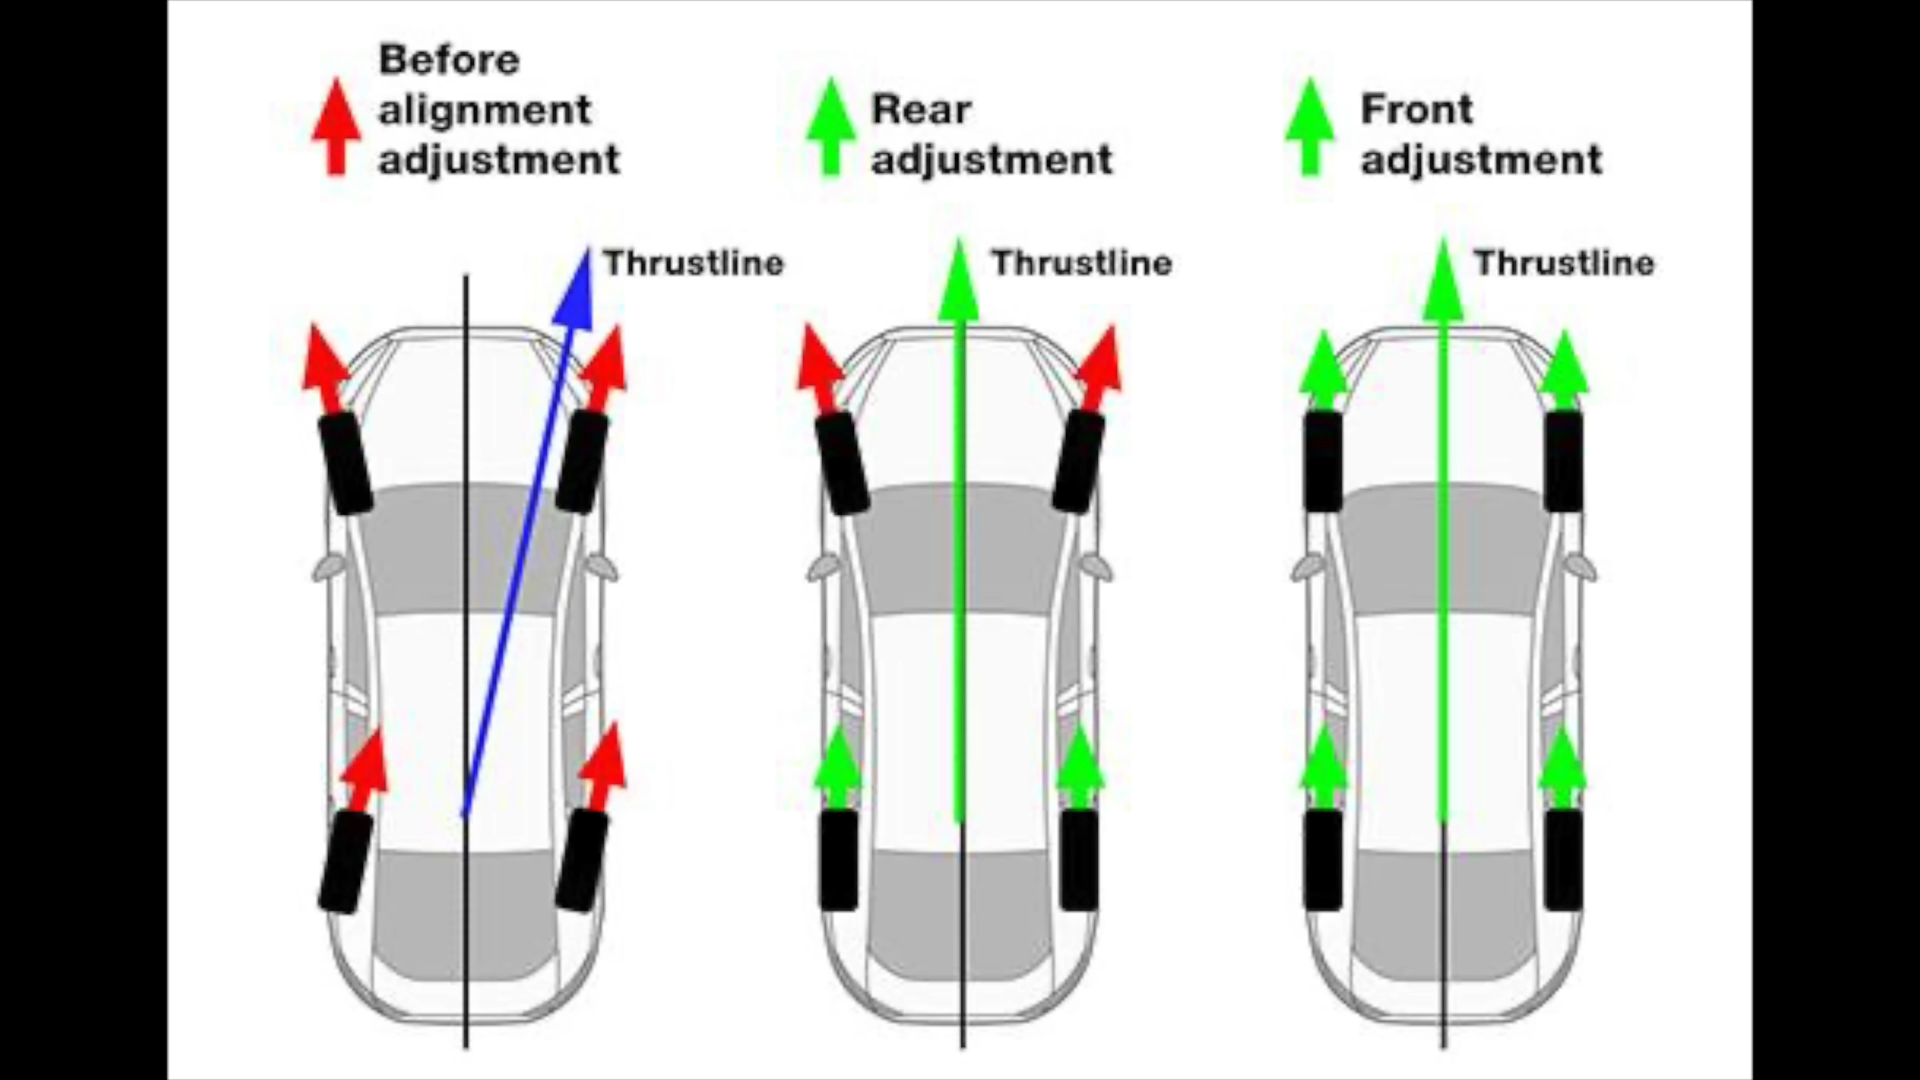 Before
alignment
adjustment
Rear
adjustment
Front
adjustment
Thrustline
Thrustline
Thrustline